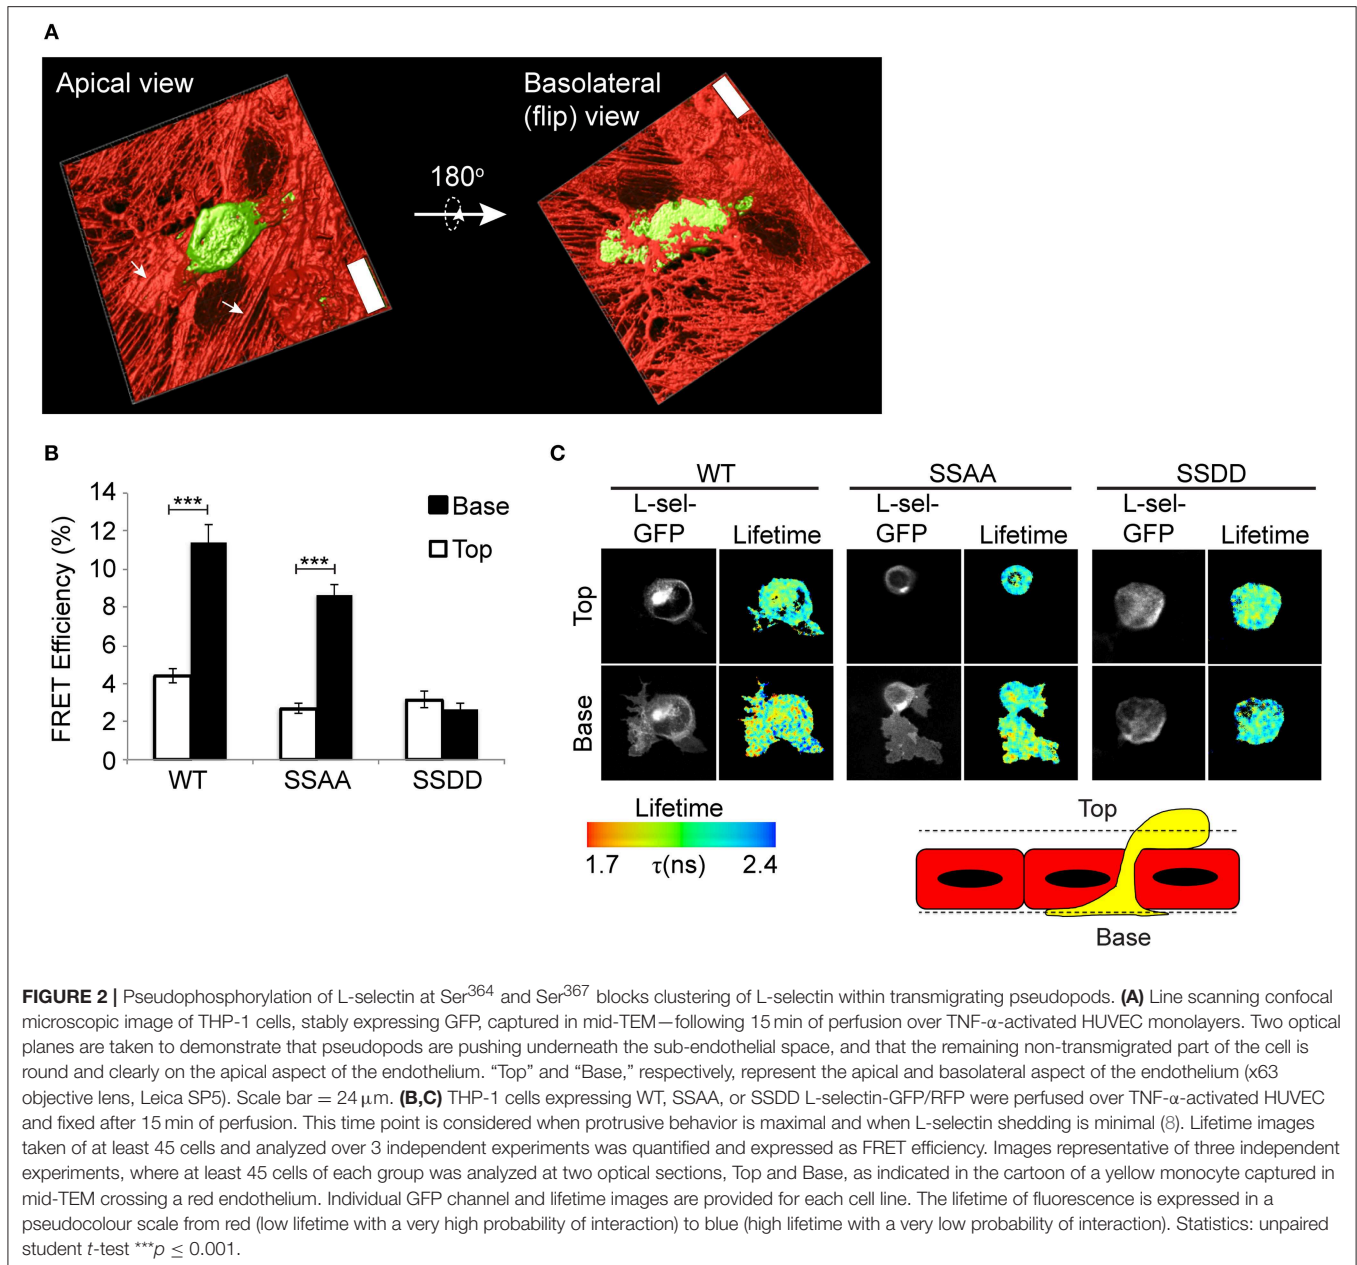 A
Apical view
Basolateral
(flip) view
180°
B
14
12
10
8
6
4
2
0
FRET Efficiency (%)
***
***
Base
Top
WT
SSAA
SSDD
C
WT
SSAA
SSDD
L-sel-
GFP
Lifetime
L-sel-
GFP
Lifetime
L-sel-
GFP
Lifetime
Top
Base
Lifetime
1.7
τ(ns)
2.4
Top
Base
FIGURE 2 | Pseudophosphorylation of L-selectin at Ser364 and Ser367 blocks clustering of L-selectin within transmigrating pseudopods. (A) Line scanning confocal
microscopic image of THP-1 cells, stably expressing GFP, captured in mid-TEM—following 15 min of perfusion over TNF-α-activated HUVEC monolayers. Two optical
planes are taken to demonstrate that pseudopods are pushing underneath the sub-endothelial space, and that the remaining non-transmigrated part of the cell is
round and clearly on the apical aspect of the endothelium. “Top” and “Base,” respectively, represent the apical and basolateral aspect of the endothelium (x63
objective lens, Leica SP5). Scale bar = 24 μm. (B,C) THP-1 cells expressing WT, SSAA, or SSDD L-selectin-GFP/RFP were perfused over TNF-α-activated HUVEC
and fixed after 15 min of perfusion. This time point is considered when protrusive behavior is maximal and when L-selectin shedding is minimal (8). Lifetime images
taken of at least 45 cells and analyzed over 3 independent experiments was quantified and expressed as FRET efficiency. Images representative of three independent
experiments, where at least 45 cells of each group was analyzed at two optical sections, Top and Base, as indicated in the cartoon of a yellow monocyte captured in
mid-TEM crossing a red endothelium. Individual GFP channel and lifetime images are provided for each cell line. The lifetime of fluorescence is expressed in a
pseudocolour scale from red (low lifetime with a very high probability of interaction) to blue (high lifetime with a very low probability of interaction). Statistics: unpaired
student t-test ***p ≤ 0.001.